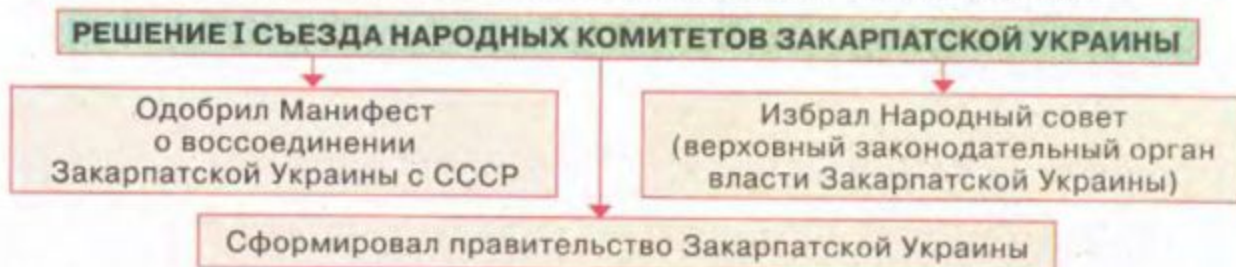 РЕШЕНИЕ I СЪЕЗДА НАРОДНЫХ КОМИТЕТОВ ЗАКАРПАТСКОЙ УКРАИНЫ
Одобрил Манифест
о воссоединении
Закарпатской Украины с СССР
Избрал Народный совет
(верховный законодательный орган
власти Закарпатской Украины)
Сформировал правительство Закарпатской Украины